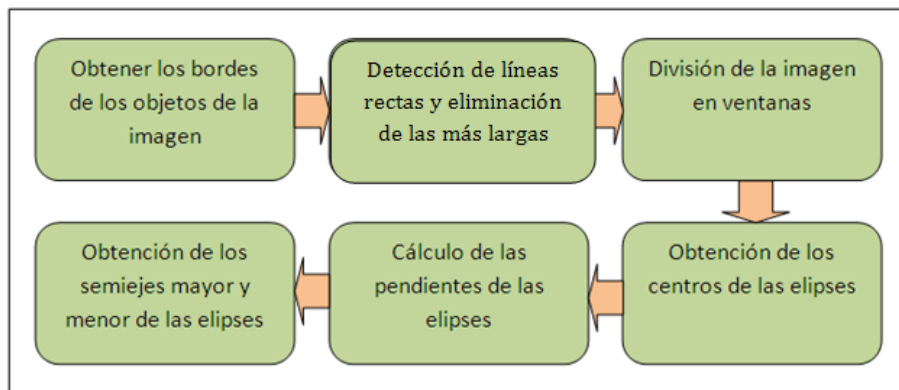 Obtener los bordes
de los objetos de la
imagen
Detección de líneas
rectas y eliminación
de las más largas
División de la imagen
en ventanas
Obtención de los
centros de las elipses
Cálculo de las
pendientes de las
elipses
Obtención de los
semiejes mayor y
menor de las elipses